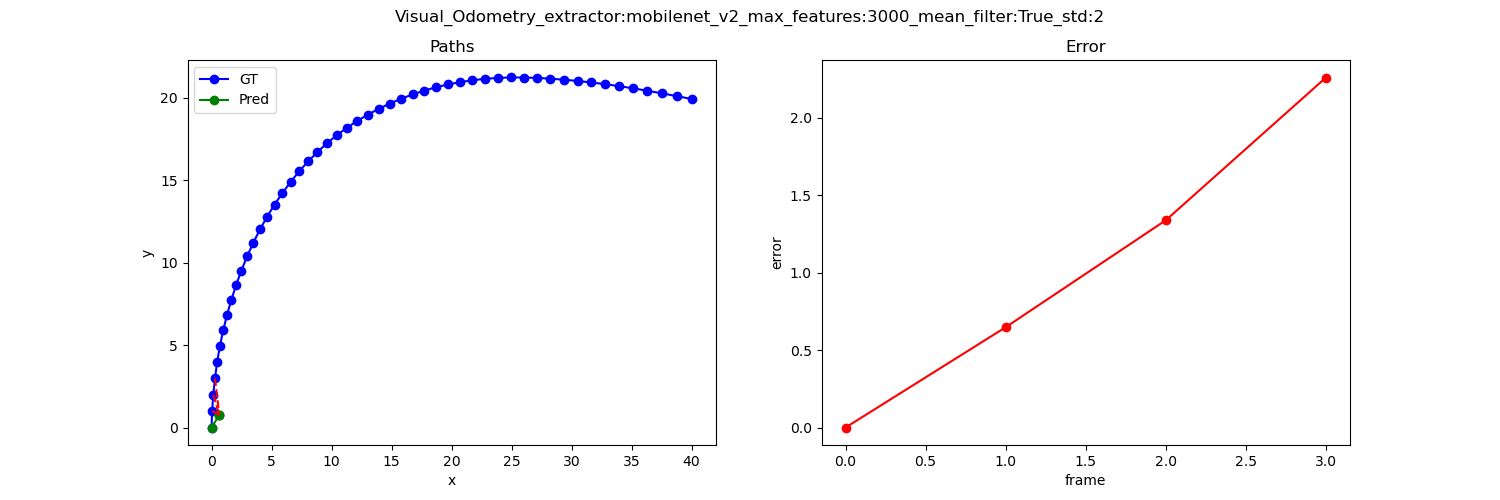 Visual_Odometry_extractor:mobilenet_v2_max_features:3000_mean_filter:True_std:2
Paths
GT
Pred
20
15
10
5
0
y
0 5 10 15 20 25 30 35 40
x
Error
2.0
1.5
1.0
0.5
0.0
error
0.0 0.5 1.0 1.5 2.0 2.5 3.0
frame